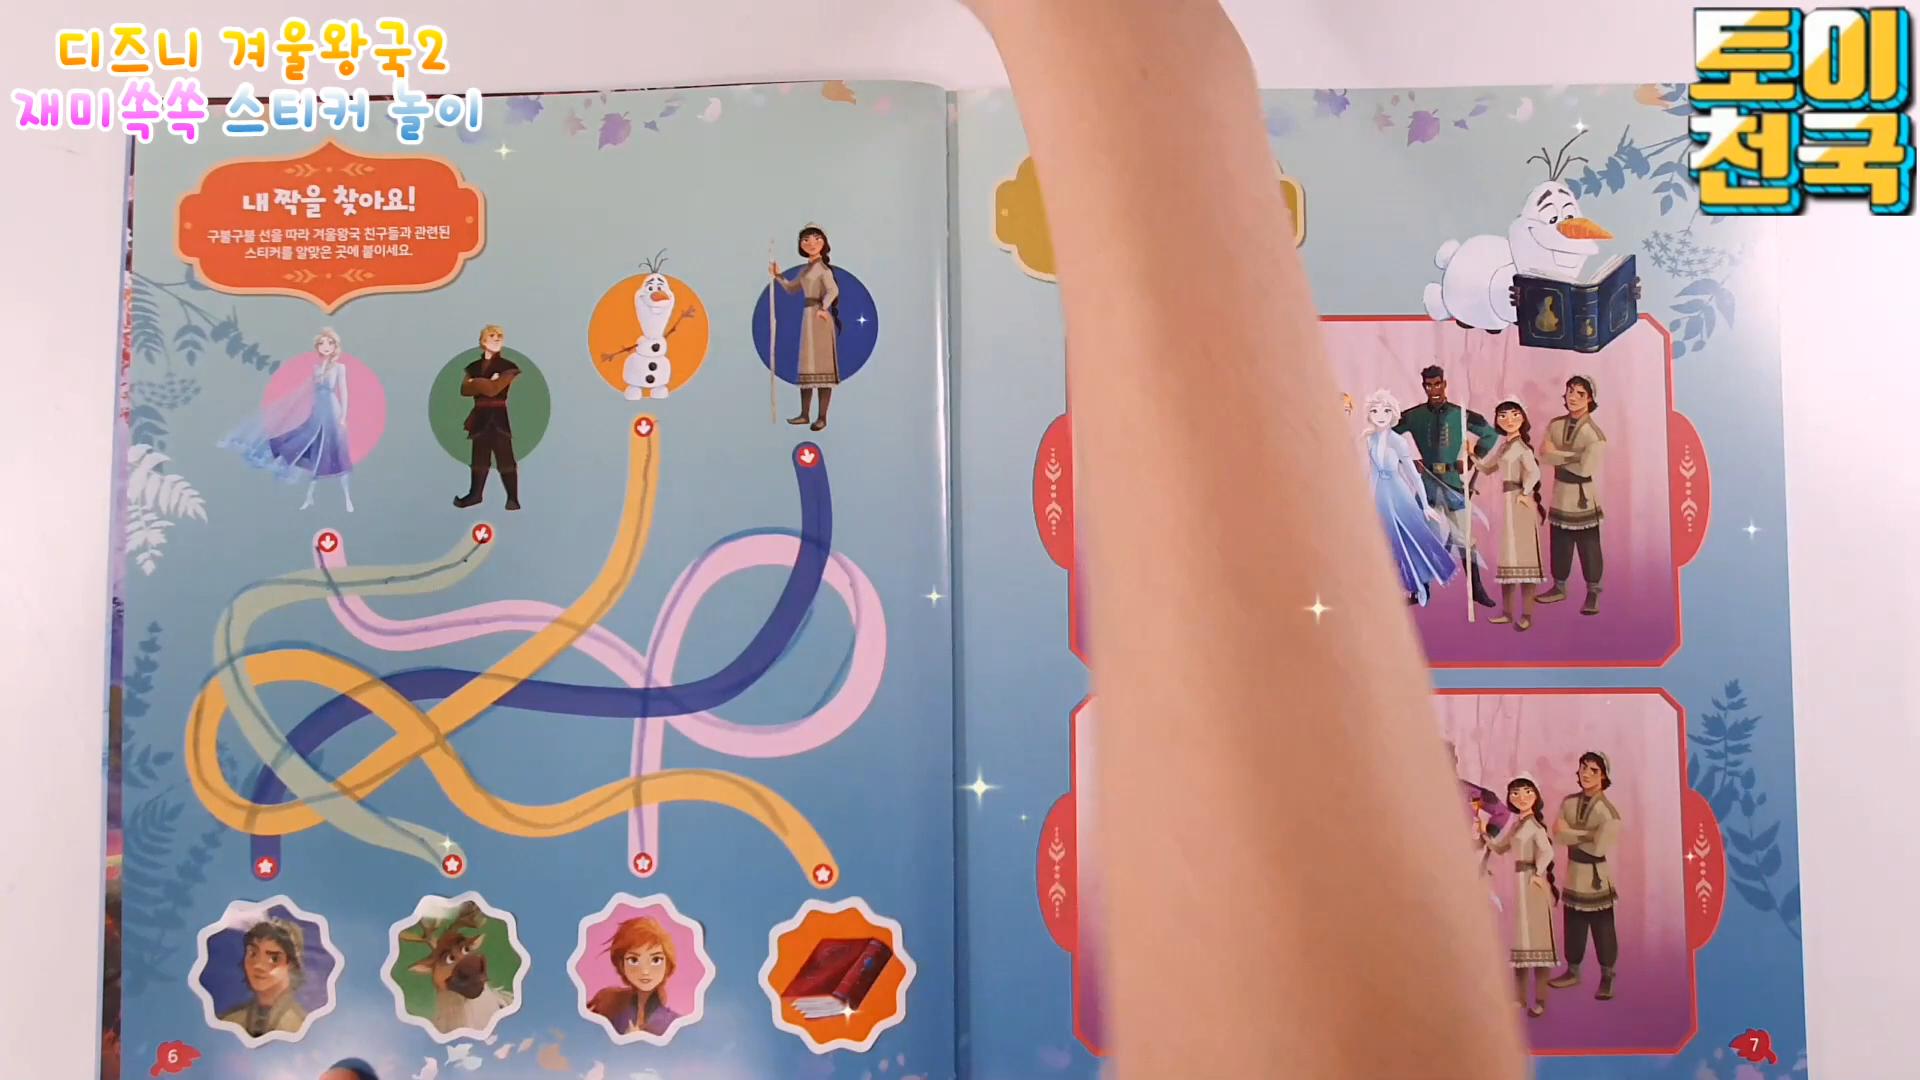 디즈니 겨울왕국2
재미쏙쏙 스티커 놀이
토이
천국
내 짝을 찾아요!
구불구불 선을 따라 겨울왕국 친구들과 관련된
스티커를 알맞은 곳에 붙이세요.
6
7